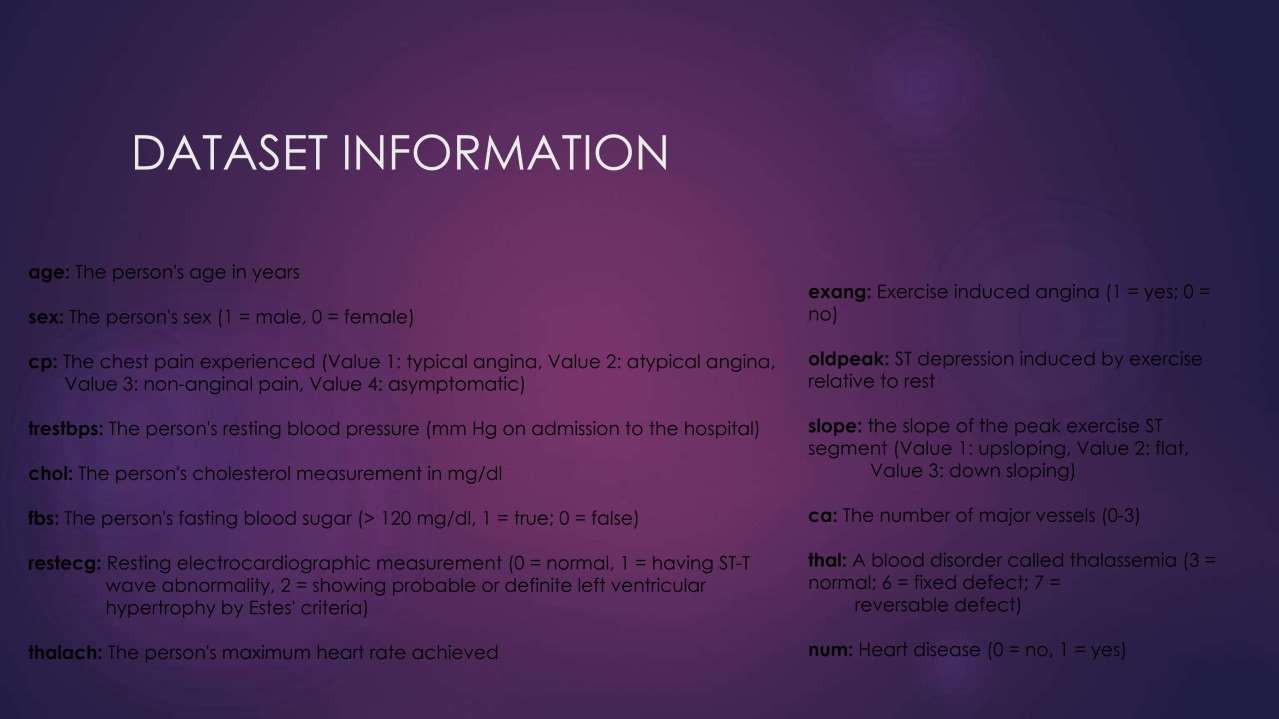 DATASET INFORMATION
age: The person's age in years
sex: The person's sex (1 = male, 0 = female)
cp: The chest pain experienced (Value 1: typical angina, Value 2: atypical angina,
Value 3: non-anginal pain, Value 4: asymptomatic)
trestbps: The person's resting blood pressure (mm Hg on admission to the hospital)
chol: The person's cholesterol measurement in mg/dl
fbs: The person's fasting blood sugar (> 120 mg/dl, 1 = true; 0 = false)
restecg: Resting electrocardiographic measurement (0 = normal, 1 = having ST-T
wave abnormality, 2 = showing probable or definite left ventricular
hypertrophy by Estes' criteria)
thalach: The person's maximum heart rate achieved
exang: Exercise induced angina (1 = yes; 0 =
no)
oldpeak: ST depression induced by exercise
relative to rest
slope: the slope of the peak exercise ST
segment (Value 1: upsloping, Value 2: flat,
Value 3: down sloping)
ca: The number of major vessels (0-3)
thal: A blood disorder called thalassemia (3 =
normal; 6 = fixed defect; 7 =
reversable defect)
num: Heart disease (0 = no, 1 = yes)